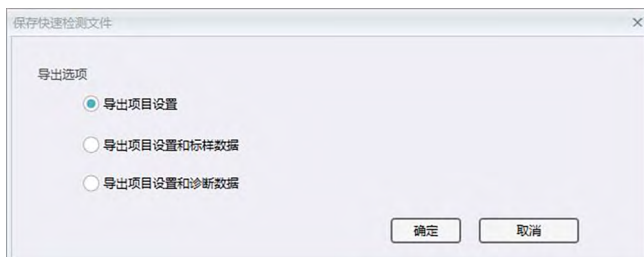 保存快速检测文件
导出选项
导出项目设置
导出项目设置和标样数据
导出项目设置和诊断数据
确定 取消